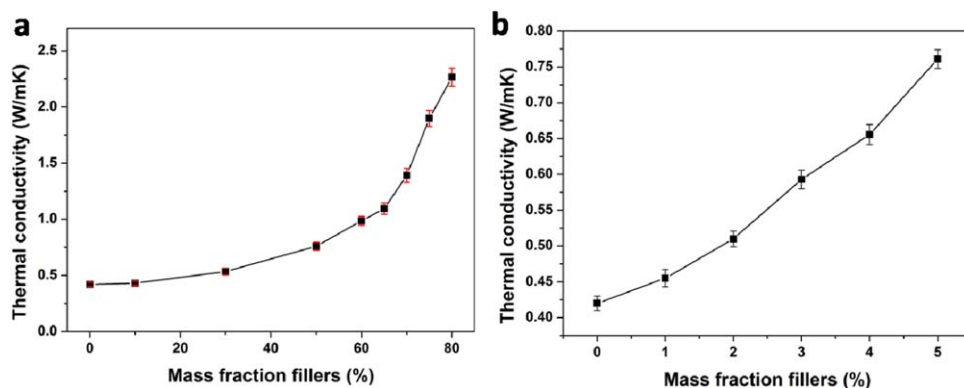 a
Thermal conductivity (W/mK)
2.5
2.0
1.5
1.0
0.5
0.0
0 20 40 60 80
Mass fraction fillers (%)
b
Thermal conductivity (W/mK)
0.80
0.75
0.70
0.65
0.60
0.55
0.50
0.45
0.40
0 1 2 3 4 5
Mass fraction fillers (%)